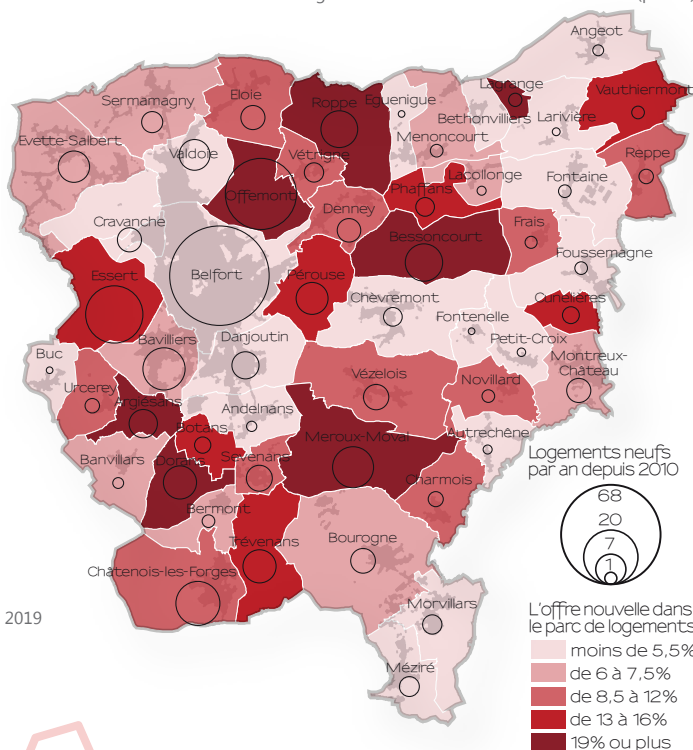 Angeot
Lagrange
Vauthiermont
Eloie
Sermamagny
Roppe
Eguenigue
Bethonvilliers
Larivière
Evette-Salbert
Valdoie
Vétrigne
Menoncourt
Reppe
Offemont
Phaffans
Lacollonge
Fontaine
Cravanche
Denney
Bessoncourt
Frais
Foussemagne
Essert
Belfort
Pérouse
Chèvremont
Cunelières
Fontenelle
Petit-Croix
Buc
Bavilliers
Danjoutin
Montreux-
Château
Urcerey
Vézelois
Novillard
Argiésans
Andelnans
Botans
Meroux-Moval
Autrechêne
Banvillars
Dorans
Sevenans
Charmois
Bermont
Bourogne
Trévenans
Châtenois-les-Forges
Morvillars
Méziré
2019
Logements neufs
par an depuis 2010
68
20
7
1
L'offre nouvelle dans
le parc de logements
moins de 5,5%
de 6 à 7,5%
de 8,5 à 12%
de 13 à 16%
19% ou plus